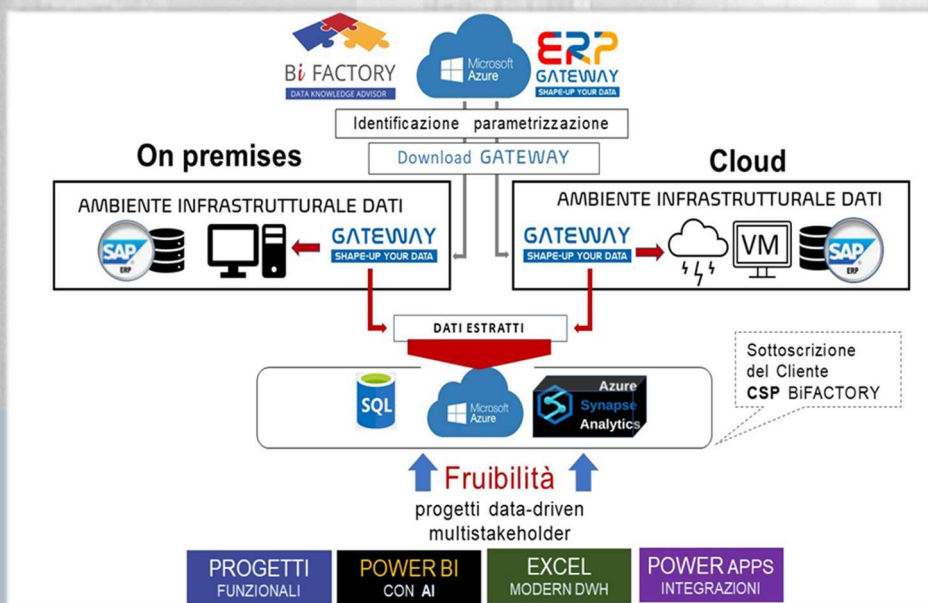 Bi FACTORY
DATA KNOWLEDGE ADVISOR
Microsoft
Azure
ERP
GATEWAY
SHAPE-UP YOUR DATA
Identificazione parametrizzazione
Download GATEWAY
On premises
AMBIENTE INFRASTRUTTURALE DATI
SAP
ERP
GATEWAY
SHAPE-UP YOUR DATA
Cloud
AMBIENTE INFRASTRUTTURALE DATI
GATEWAY
SHAPE-UP YOUR DATA
VM
SAP
ERP
DATI ESTRATTI
SQL
Microsoft
Azure
Azure
Synapse
Analytics
Sottoscrizione
del Cliente
CSP BiFACTORY
Fruibilità
progetti data-driven
multistakeholder
PROGETTI
FUNZIONALI
POWER BI
CON AI
EXCEL
MODERN DWH
POWER APPS
INTEGRAZIONI